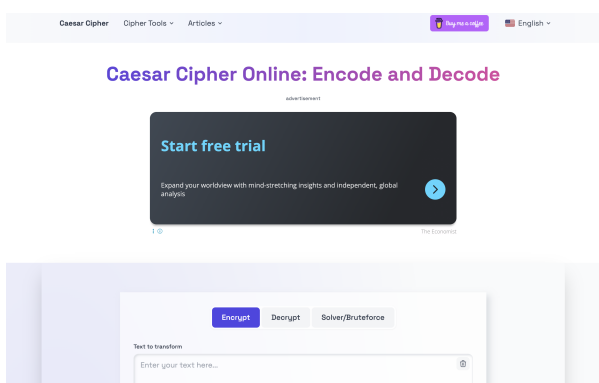 Caesar Cipher Cipher Tools Articles Buy me a coffee English
Caesar Cipher Online: Encode and Decode
advertisement
Start free trial
Expand your worldview with mind-stretching insights and independent, global
analysis
The Economist
Encrypt Decrypt Solver/Bruteforce
Text to transform
Enter your text here...